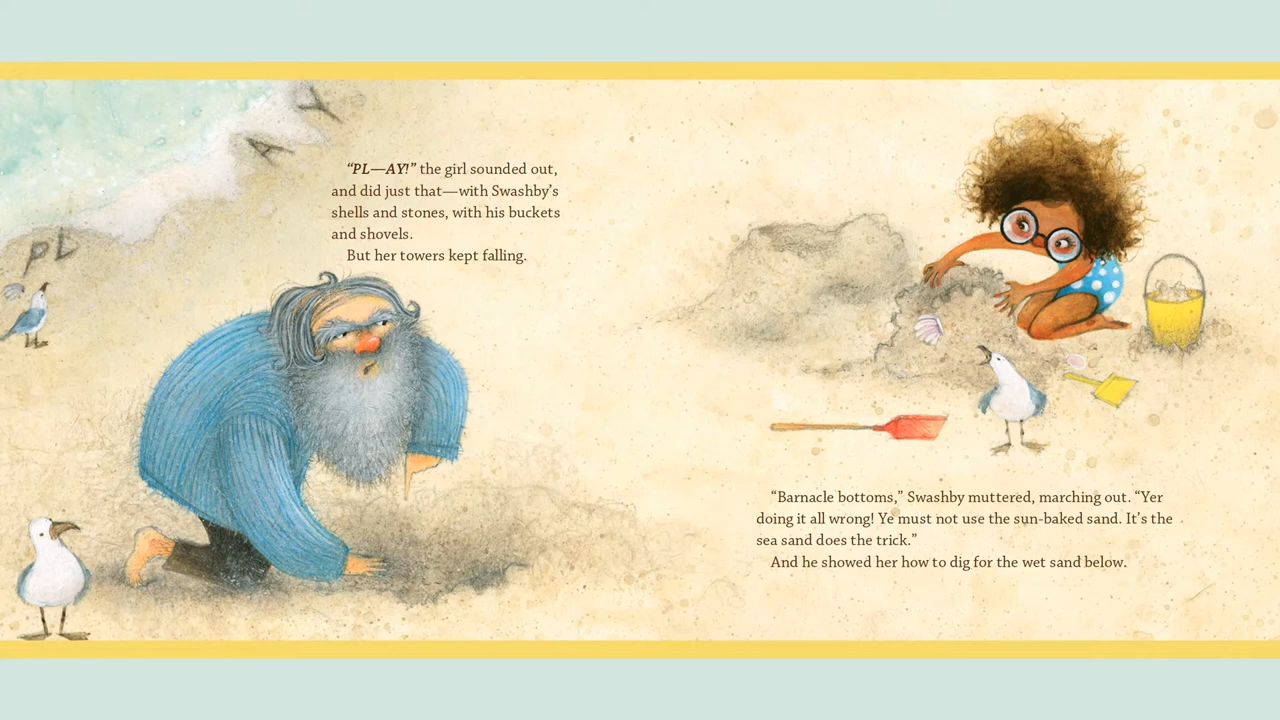 PL AY
“PL—AY!” the girl sounded out,
and did just that—with Swashby’s
shells and stones, with his buckets
and shovels.
But her towers kept falling.
“Barnacle bottoms,” Swashby muttered, marching out. “Yer
doing it all wrong! Ye must not use the sun-baked sand. It’s the
sea sand does the trick.”
And he showed her how to dig for the wet sand below.